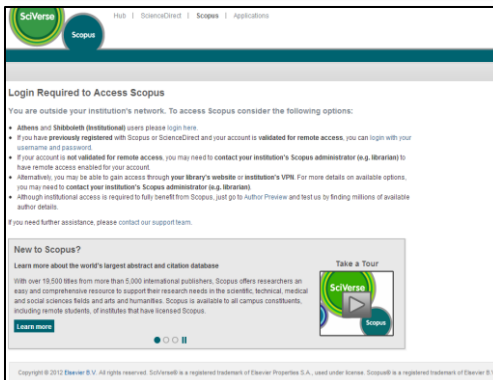 SciVerse
Scopus
Hub | ScienceDirect | Scopus | Applications
Login Required to Access Scopus
You are outside your institution's network. To access Scopus consider the following options:
Athens and Shibboleth (Institutional) users please login here.
If you have previously registered with Scopus or ScienceDirect and your account is validated for remote access, you can login with your
username and password.
If your account is not validated for remote access, you may need to contact your institution's Scopus administrator (e.g. librarian) to
have remote access enabled for your account.
Alternatively, you may be able to gain access through your library's website or institution's VPN. For more details on available options,
you may need to contact your institution's Scopus administrator (e.g. librarian).
Although institutional access is required to fully benefit from Scopus, just go to Author Preview and test us by finding millions of available
author details.
If you need further assistance, please contact our support team.
New to Scopus?
Learn more about the world's largest abstract and citation database
With over 19,500 titles from more than 5,000 international publishers, Scopus offers researchers an
easy and comprehensive resource to support their research needs in the scientific, technical, medical
and social sciences fields and arts and humanities. Scopus is available to all campus constituents,
including remote students, of institutes that have licensed Scopus.
Learn more
Take a Tour
SciVerse
Scopus
Copyright © 2012 Elsevier B.V. All rights reserved. SciVerse® is a registered trademark of Elsevier Properties S.A., used under license. Scopus® is a registered trademark of Elsevier B.